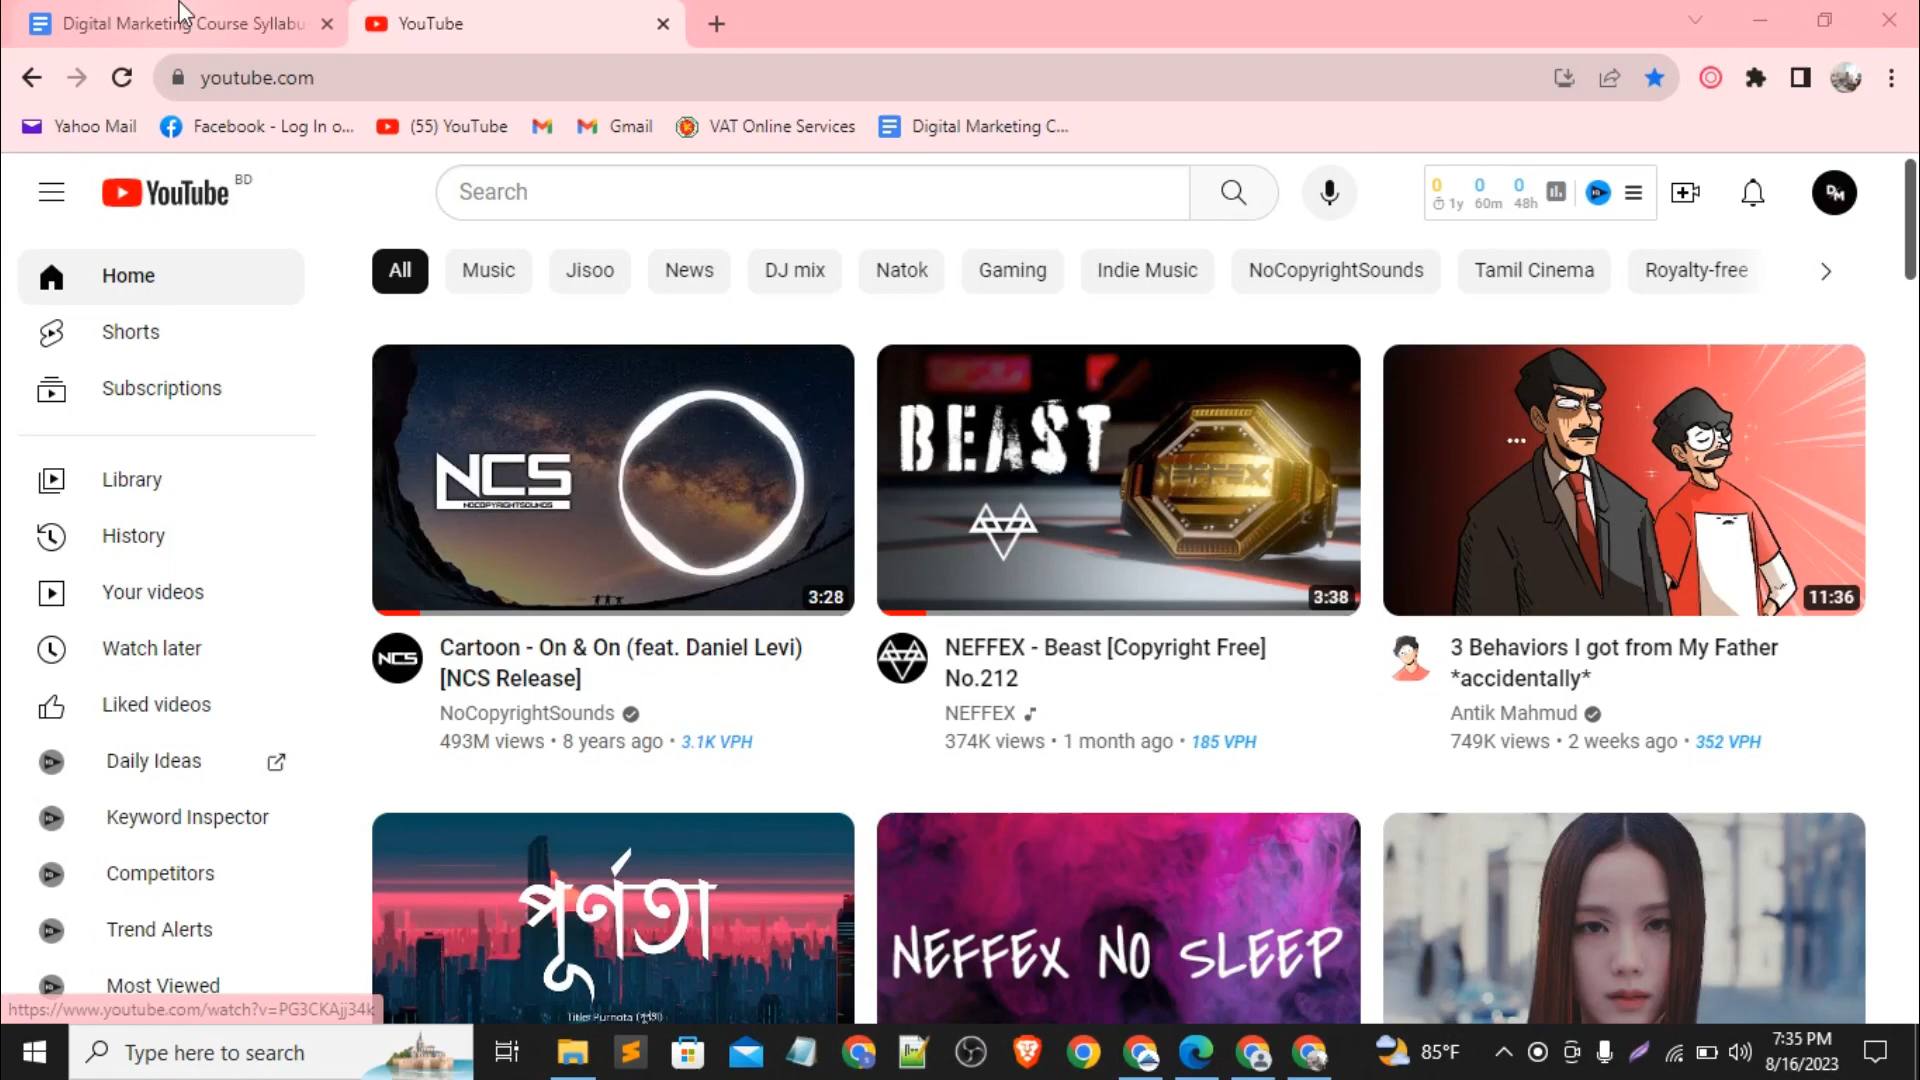 Digital Marketing Course Syllabu
YouTube
youtube.com
Yahoo Mail
Facebook - Log In o...
(55) YouTube
Gmail
VAT Online Services
Digital Marketing C...
YouTube BD
Search
0 0 0
1y 60m 48h
DM
Home
Shorts
Subscriptions
Library
History
Your videos
Watch later
Liked videos
Daily Ideas
Keyword Inspector
Competitors
Trend Alerts
Most Viewed
All
Music
Jisoo
News
DJ mix
Natok
Gaming
Indie Music
NoCopyrightSounds
Tamil Cinema
Royalty-free
NCS
NOCOPYRIGHTSOUNDS
3:28
NCS
Cartoon - On & On (feat. Daniel Levi)
[NCS Release]
NoCopyrightSounds
493M views • 8 years ago • 3.1K VPH
BEAST
NEFFEX
3:38
NEFFEX - Beast [Copyright Free]
No.212
NEFFEX
374K views • 1 month ago • 185 VPH
...
11:36
3 Behaviors I got from My Father
*accidentally*
Antik Mahmud
749K views • 2 weeks ago • 352 VPH
পূর্ণতা
Title: Purnota (পূর্ণতা)
NEFFEX NO SLEEP
https://www.youtube.com/watch?v=PG3CKAjj34k
Type here to search
85°F
7:35 PM
8/16/2023